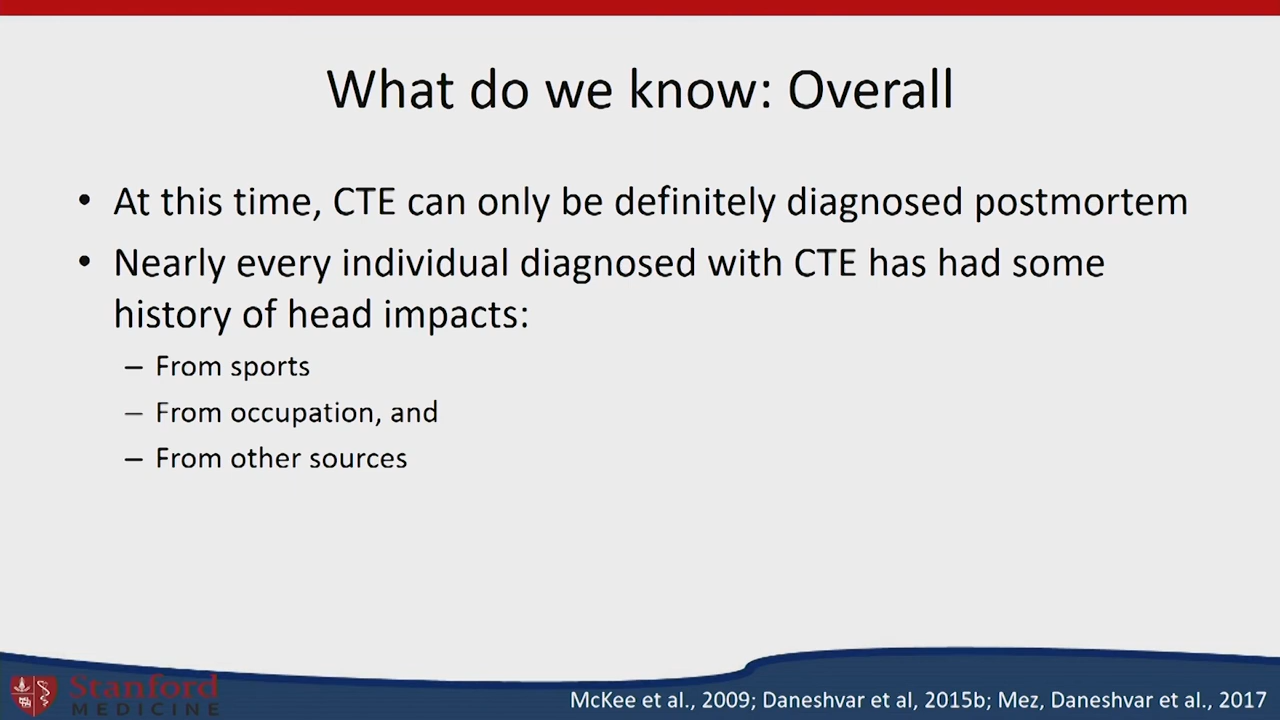 What do we know: Overall
• At this time, CTE can only be definitely diagnosed postmortem
• Nearly every individual diagnosed with CTE has had some
history of head impacts:
– From sports
– From occupation, and
– From other sources
Stanford
MEDICINE
McKee et al., 2009; Daneshvar et al, 2015b; Mez, Daneshvar et al., 2017